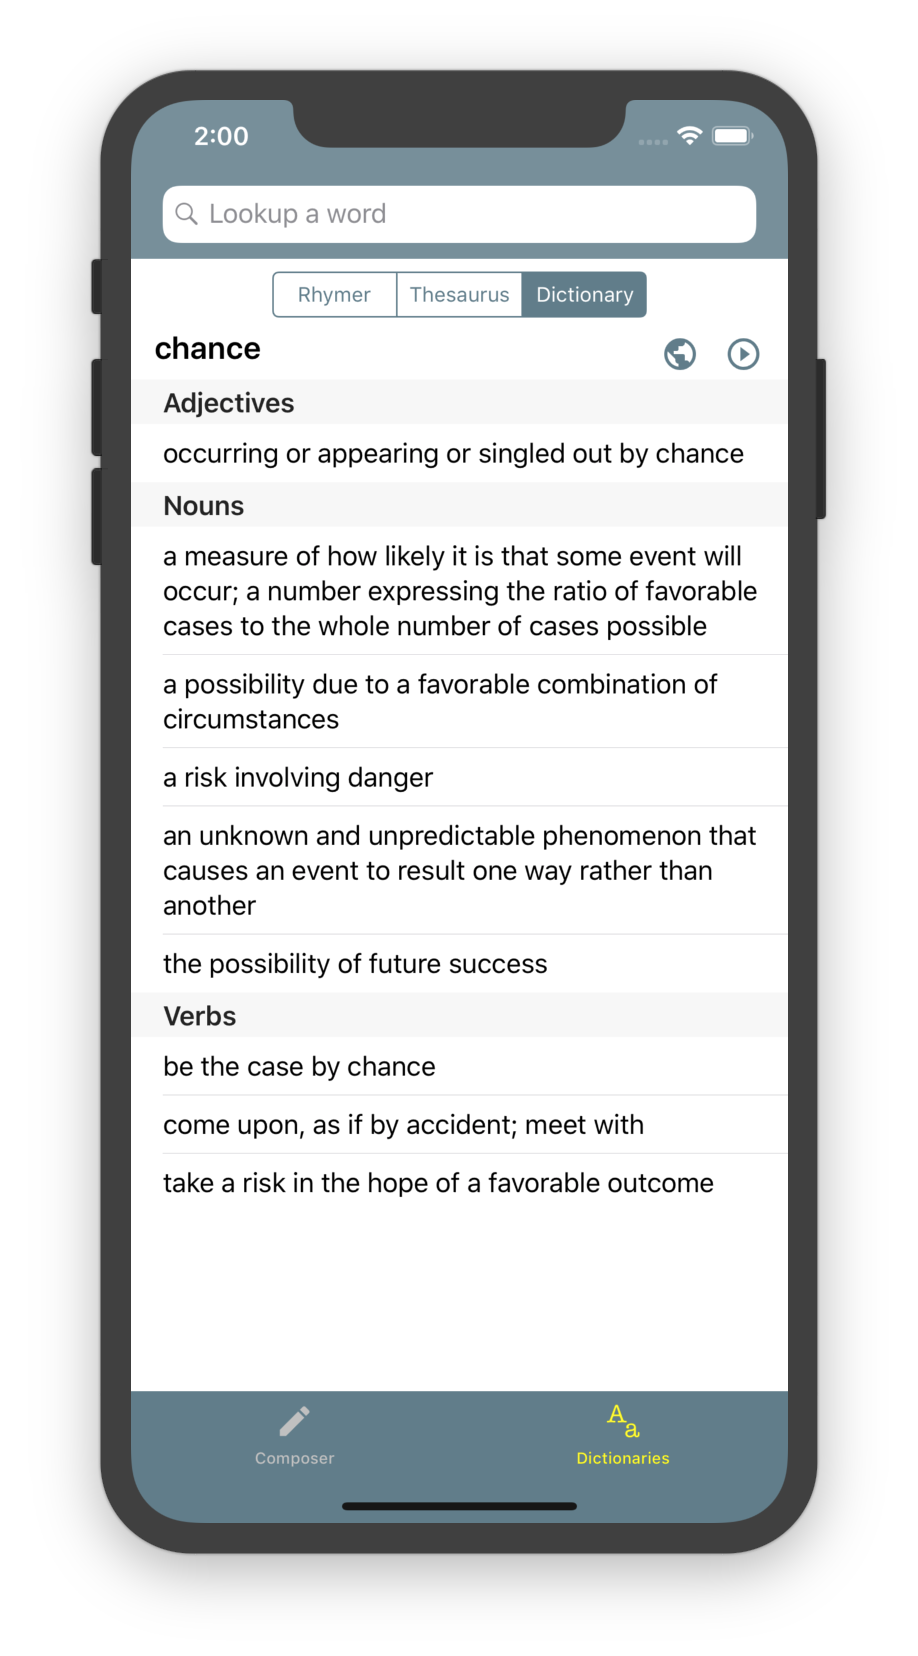 2:00
Lookup a word
Rhymer Thesaurus Dictionary
chance
Adjectives
occurring or appearing or singled out by chance
Nouns
a measure of how likely it is that some event will
occur; a number expressing the ratio of favorable
cases to the whole number of cases possible
a possibility due to a favorable combination of
circumstances
a risk involving danger
an unknown and unpredictable phenomenon that
causes an event to result one way rather than
another
the possibility of future success
Verbs
be the case by chance
come upon, as if by accident; meet with
take a risk in the hope of a favorable outcome
Aa
Composer Dictionaries